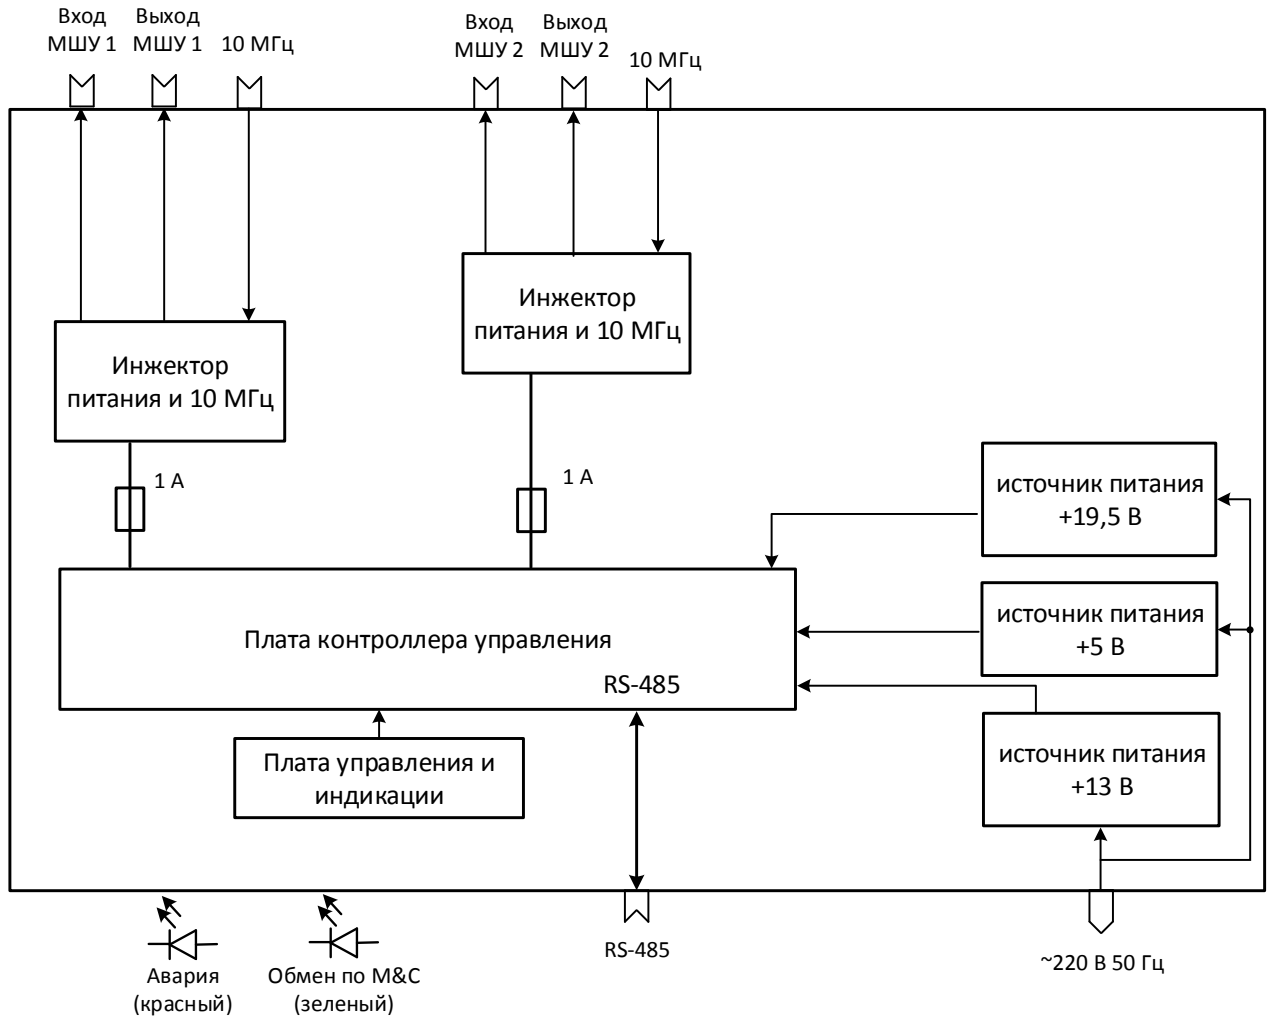 Вход
МШУ 1
Выход
МШУ 1
10 МГц
Вход
МШУ 2
Выход
МШУ 2
10 МГц
Инжектор
питания и 10 МГц
Инжектор
питания и 10 МГц
1 А
1 А
источник питания
+19,5 В
источник питания
+5 В
Плата контроллера управления
RS-485
источник питания
+13 В
Плата управления и
индикации
Авария
(красный)
Обмен по M&C
(зеленый)
RS-485
~220 В 50 Гц